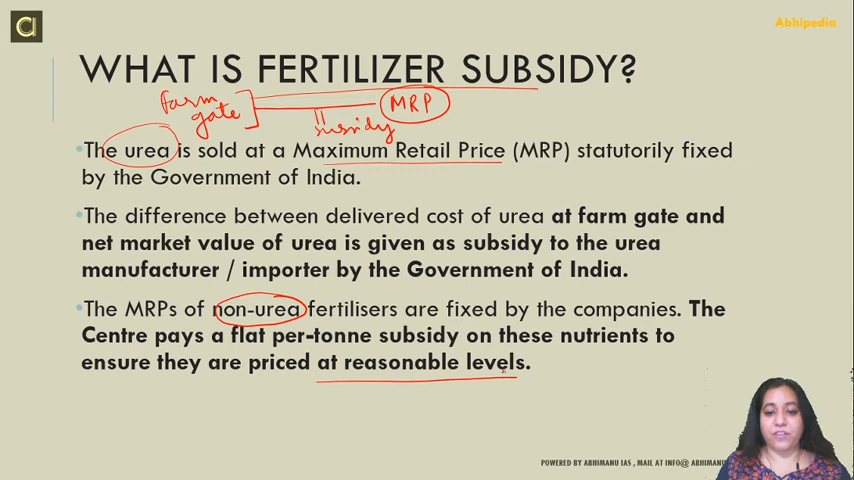 Abhipedia
WHAT IS FERTILIZER SUBSIDY?
farm
gate
MRP
subsidy
•The urea is sold at a Maximum Retail Price (MRP) statutorily fixed
by the Government of India.
•The difference between delivered cost of urea at farm gate and
net market value of urea is given as subsidy to the urea
manufacturer / importer by the Government of India.
•The MRPs of non-urea fertilisers are fixed by the companies. The
Centre pays a flat per-tonne subsidy on these nutrients to
ensure they are priced at reasonable levels.
POWERED BY ABHIMANU IAS , MAIL AT INFO@ ABHIMANU